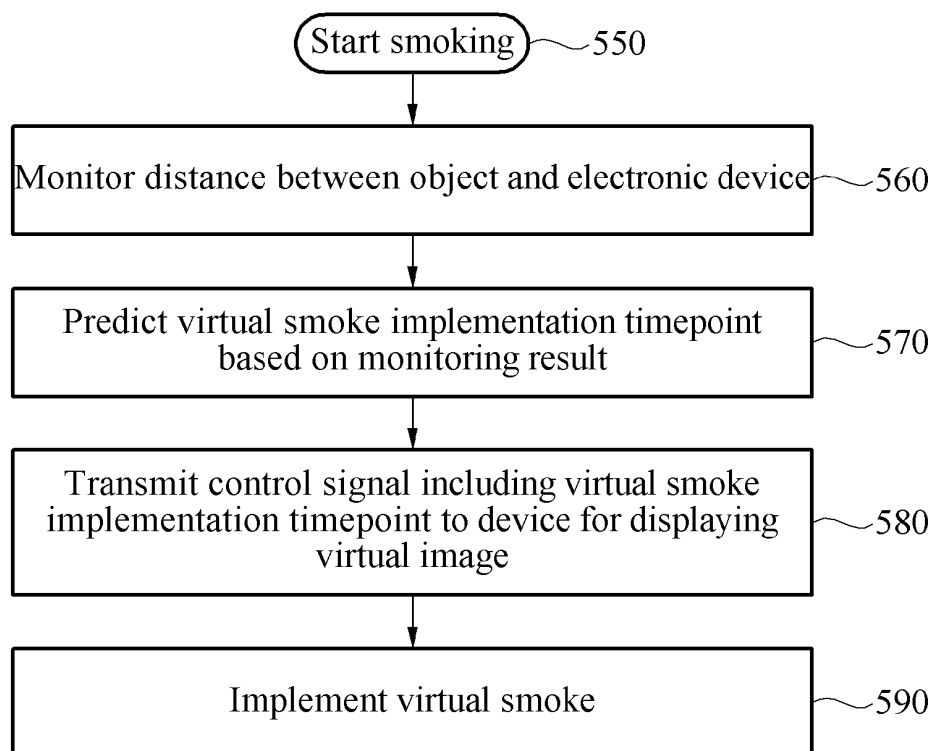 Start smoking
550
Monitor distance between object and electronic device
560
Predict virtual smoke implementation timepoint
based on monitoring result
570
Transmit control signal including virtual smoke
implementation timepoint to device for displaying
virtual image
580
Implement virtual smoke
590